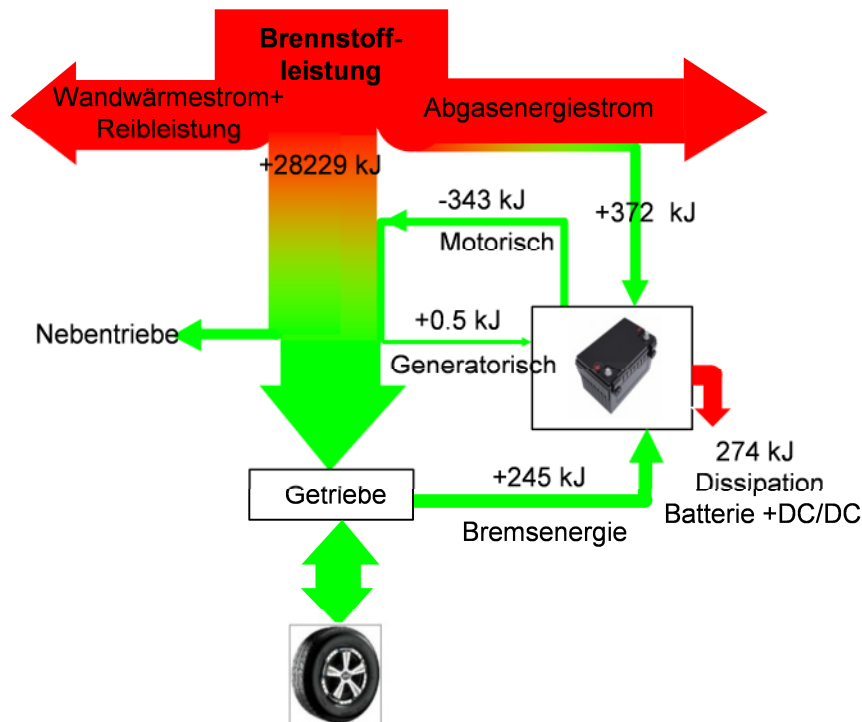 Brennstoff-
leistung
Wandwärmestrom+
Reibleistung
Abgasenergiestrom
+28229 kJ
-343 kJ
Motorisch
+372 kJ
Nebentriebe
+0.5 kJ
Generatorisch
Getriebe
+245 kJ
Bremsenergie
274 kJ
Dissipation
Batterie +DC/DC